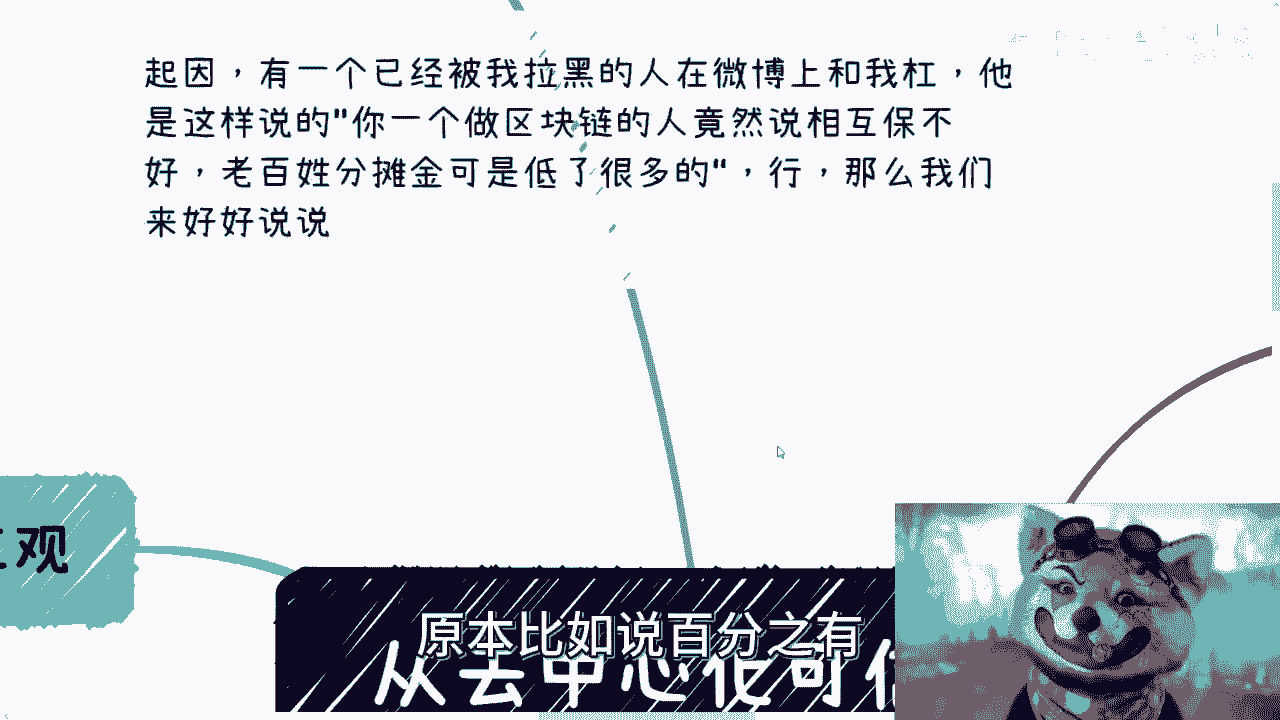 起因，有一个已经被我拉黑的人在微博上和我杠，他
是这样说的"你一个做区块链的人竟然说相互保不
好，老百姓分摊金可是低了很多的"，行，那么我们
来好好说说
观
原本比如说百分之有
从去中心化可